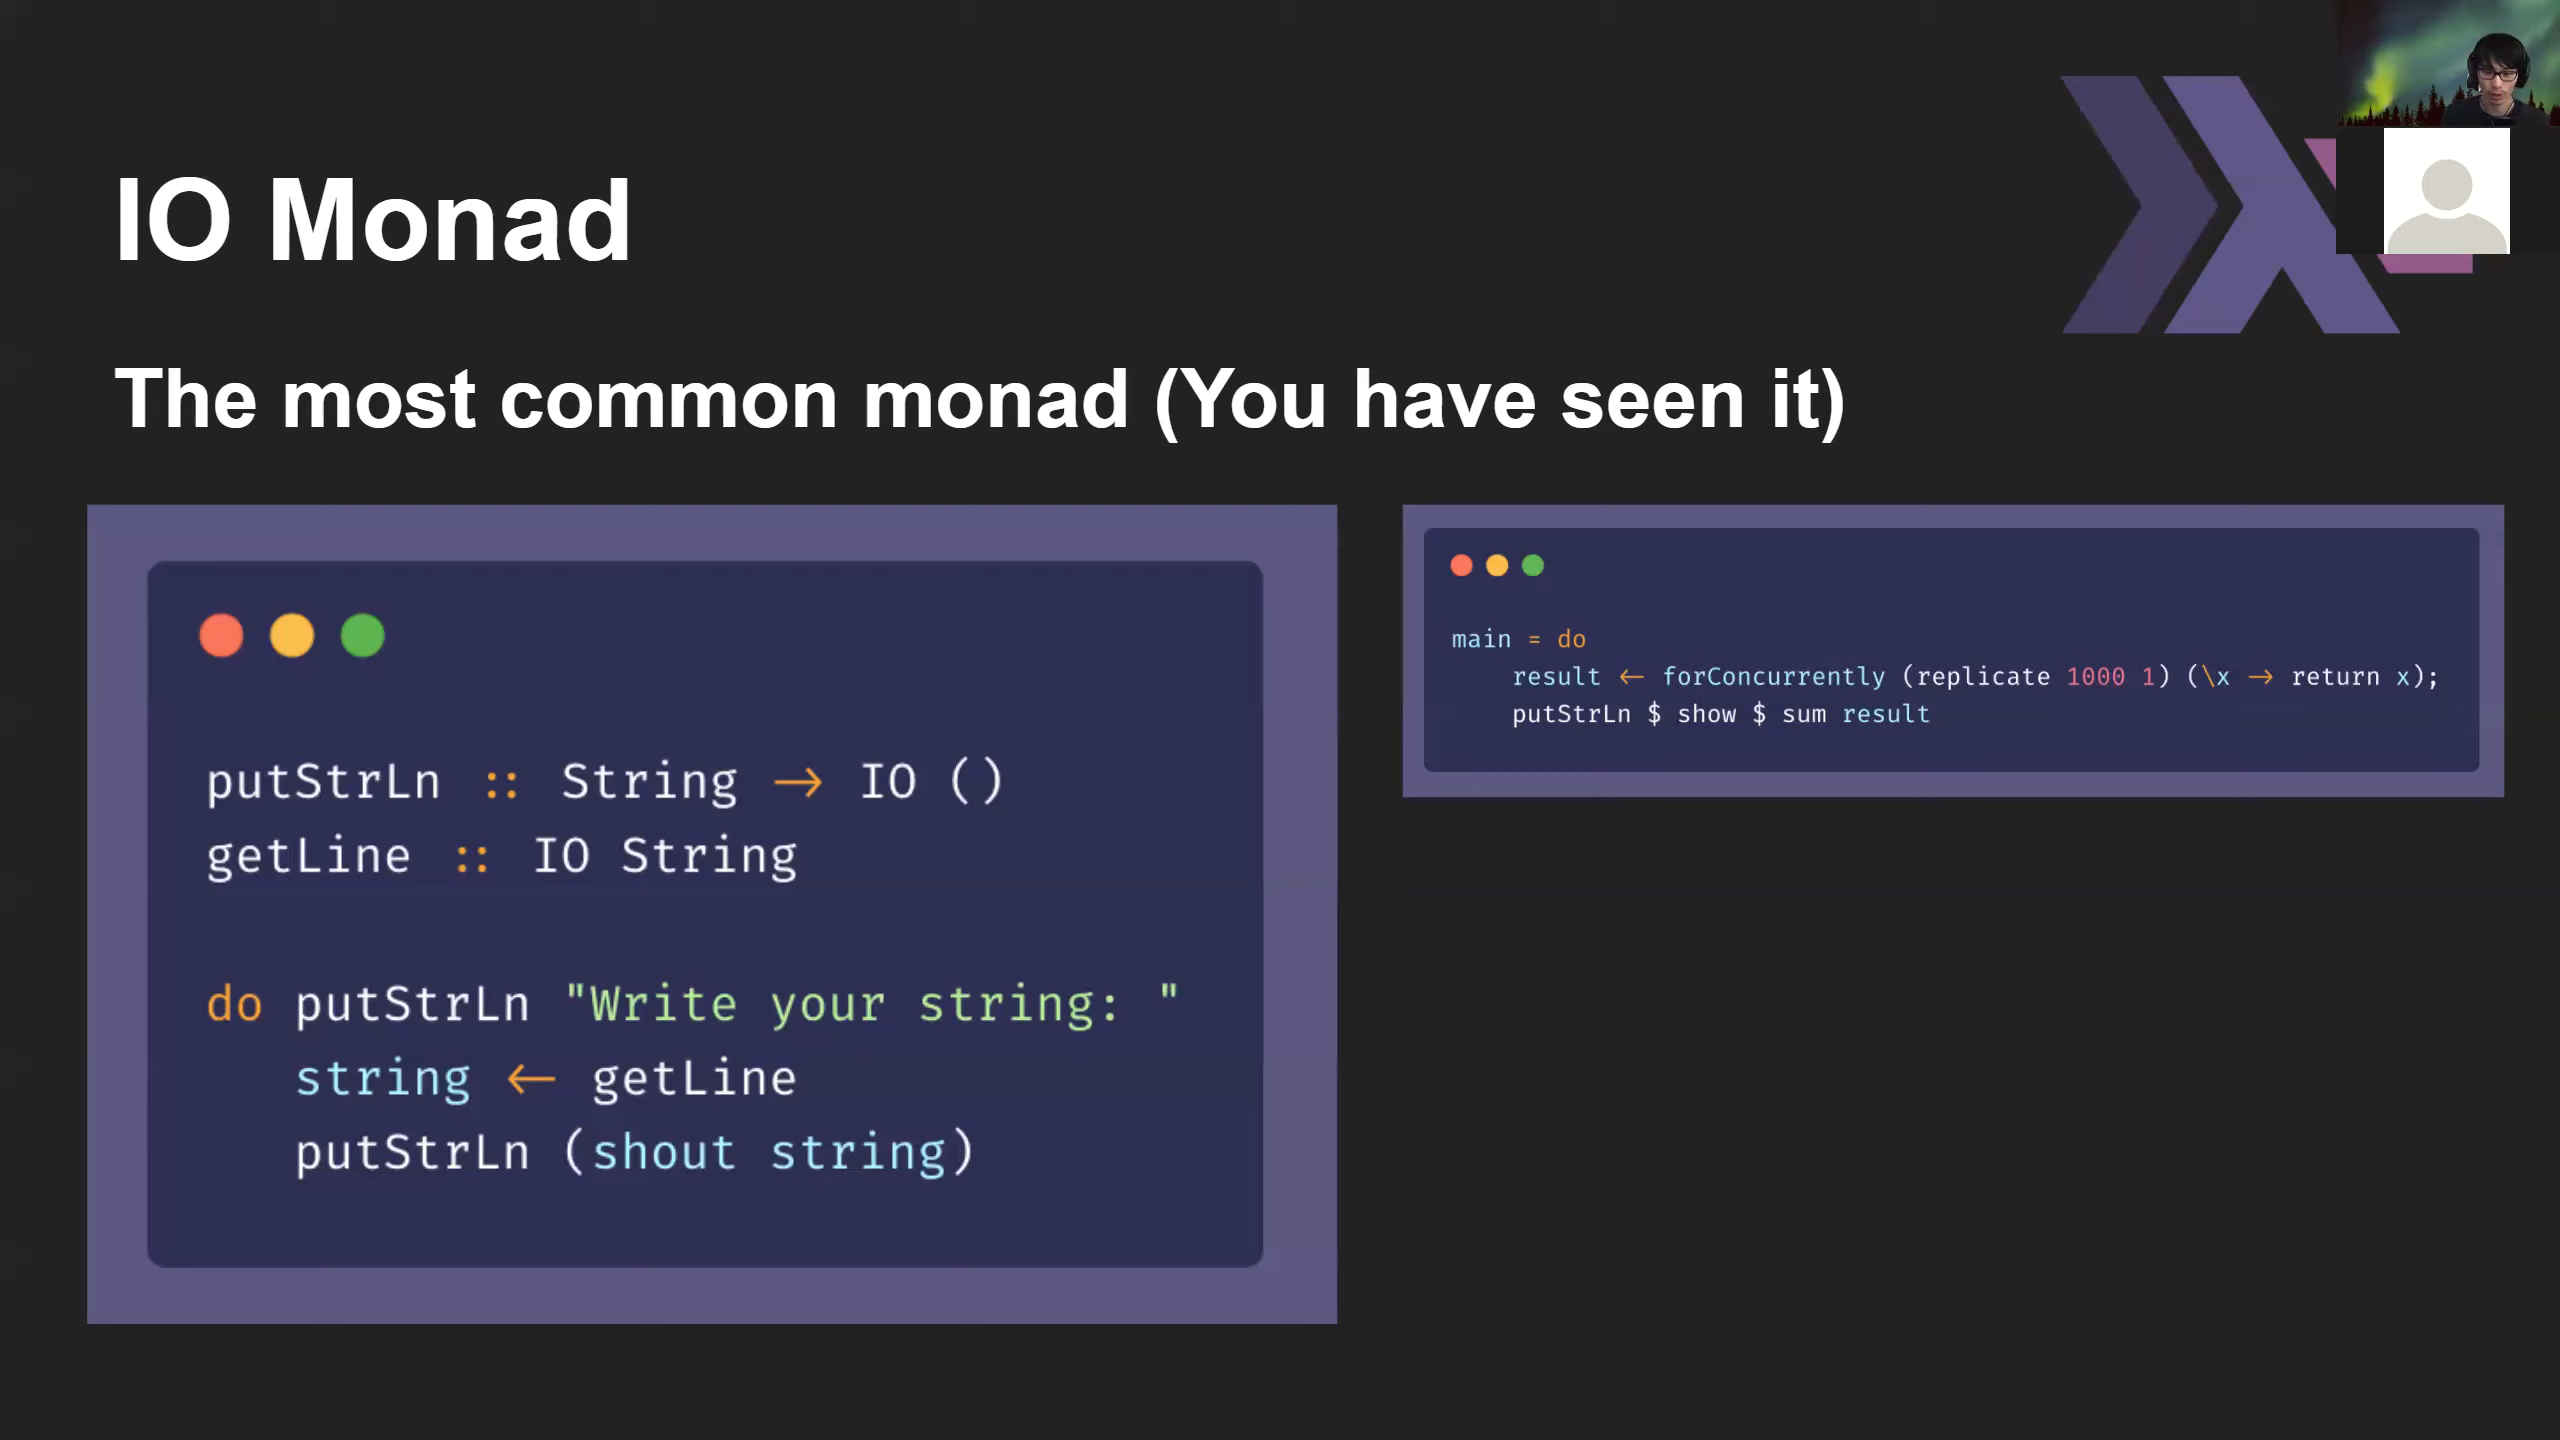 IO Monad
The most common monad (You have seen it)
putStrLn :: String → IO ()
getLine :: IO String
do putStrLn "Write your string: "
string ← getLine
putStrLn (shout string)
main = do
result ← forConcurrently (replicate 1000 1) (\x → return x);
putStrLn $ show $ sum result